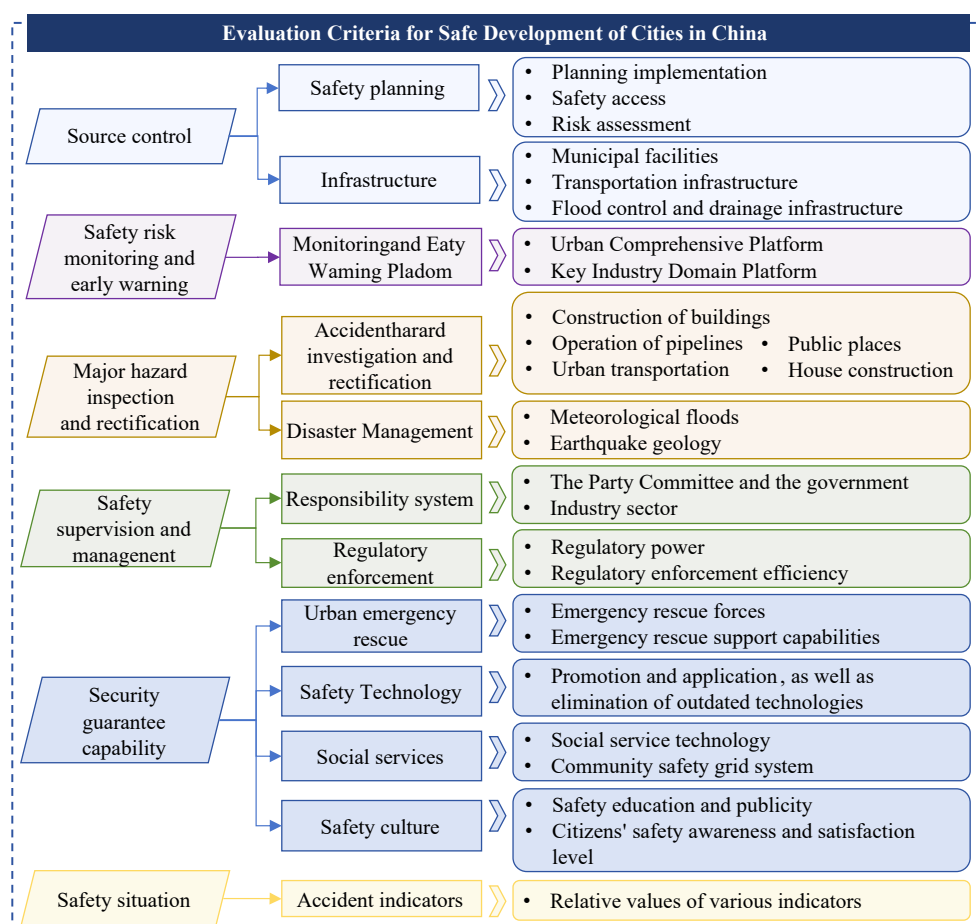 Evaluation Criteria for Safe Development of Cities in China
Source control
Safety planning
• Planning implementation
• Safety access
• Risk assessment
Infrastructure
• Municipal facilities
• Transportation infrastructure
• Flood control and drainage infrastructure
Safety risk
monitoring and
early warning
Monitoringand Eaty
Waming Pladom
• Urban Comprehensive Platform
• Key Industry Domain Platform
Major hazard
inspection
and rectification
Accidentharard
investigation and
rectification
• Construction of buildings
• Operation of pipelines
• Urban transportation
• Public places
• House construction
Disaster Management
• Meteorological floods
• Earthquake geology
Safety
supervision and
managenent
Responsibility system
• The Party Committee and the government
• Industry sector
Regulatory
enforcement
• Regulatory power
• Regulatory enforcement efficiency
Security
guarantee
capability
Urban emergency
rescue
• Emergency rescue forces
• Emergency rescue support capabilities
Safety Technology
• Promotion and application, as well as
elimination of outdated technologies
Social services
• Social service technology
• Community safety grid system
Safety culture
• Safety education and publicity
• Citizens' safety awareness and satisfaction
level
Safety situation
Accident indicators
• Relative values of various indicators